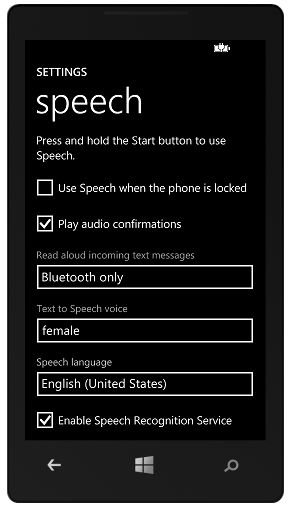 SETTINGS
speech
Press and hold the Start button to use
Speech.
Use Speech when the phone is locked
Play audio confirmations
Read aloud incoming text messages
Bluetooth only
Text to Speech voice
female
Speech language
English (United States)
Enable Speech Recognition Service